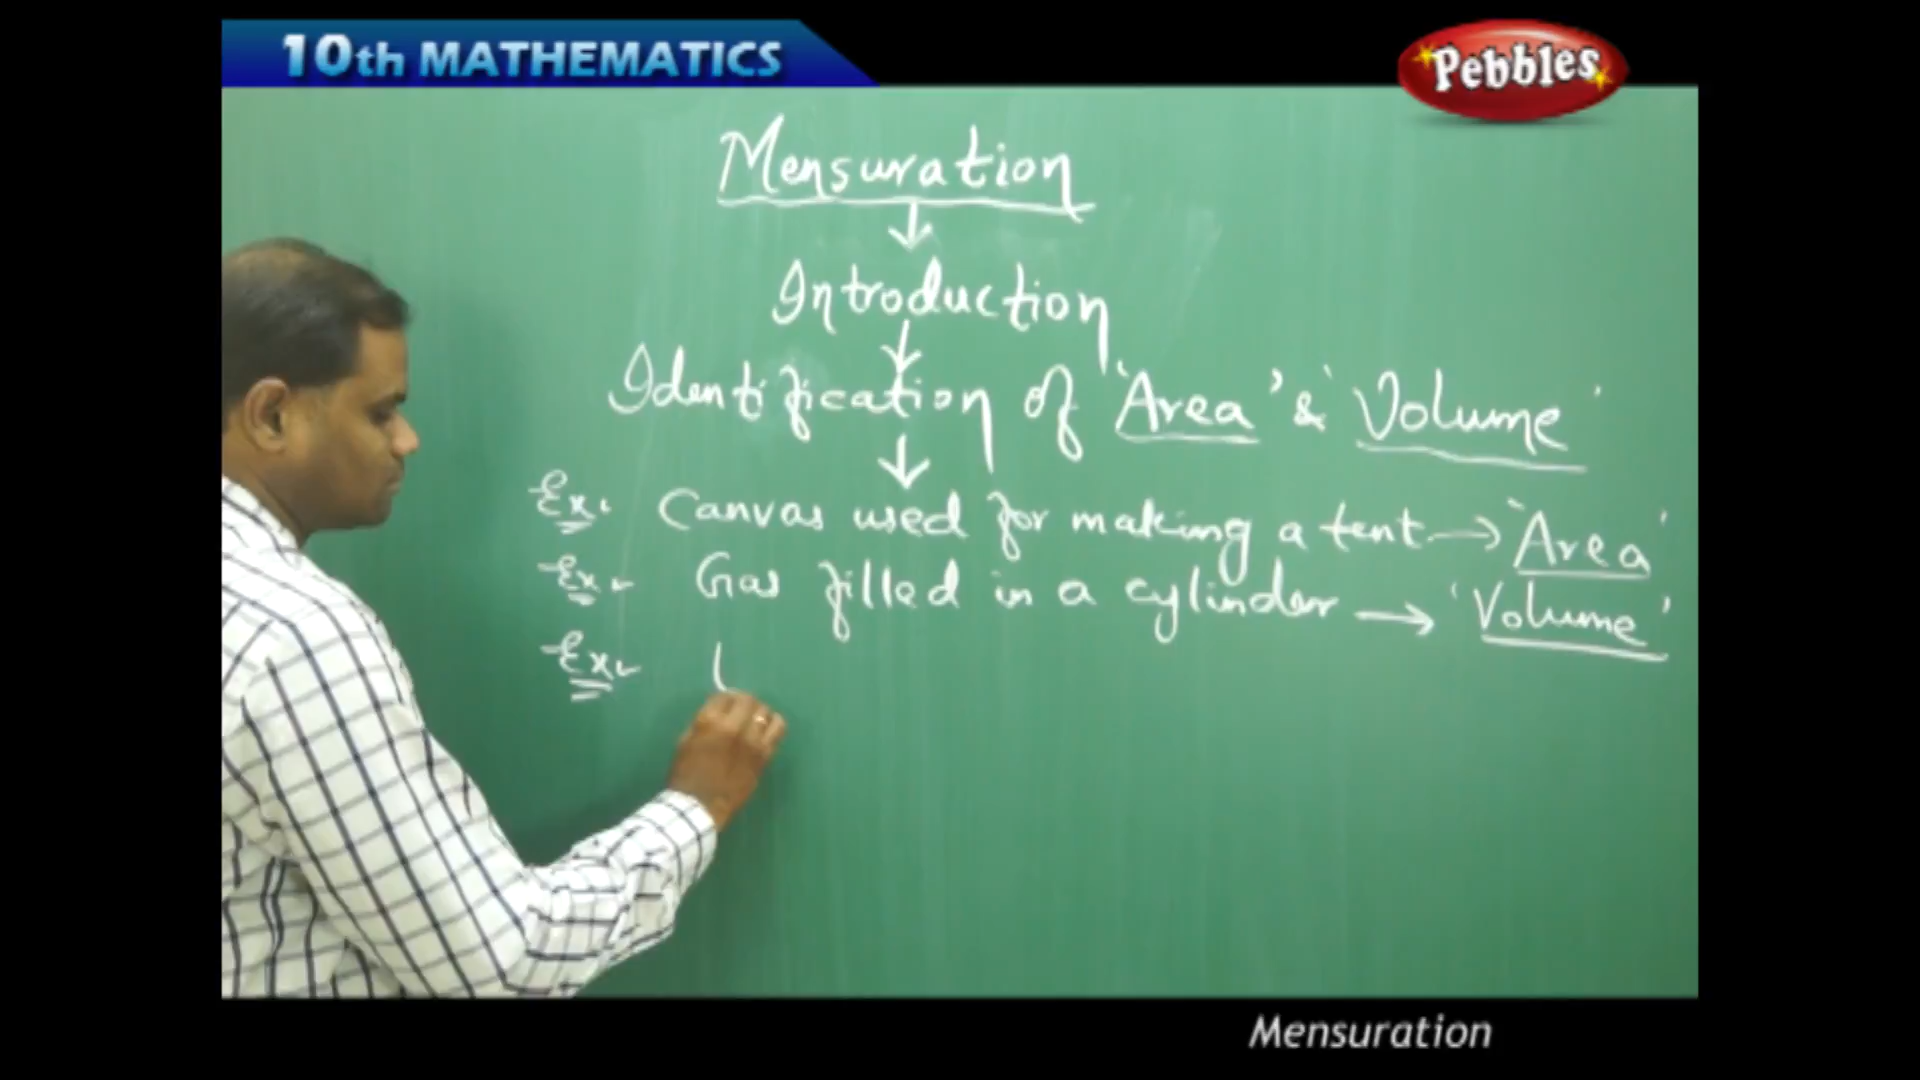 10th MATHEMATICS
Pebbles
Mensuration
Introduction
Identification of 'Area' & 'Volume'
Ex. Canvas used for making a tent → 'Area'
Ex. Gas filled in a cylinder → 'Volume'
Ex.
Mensuration